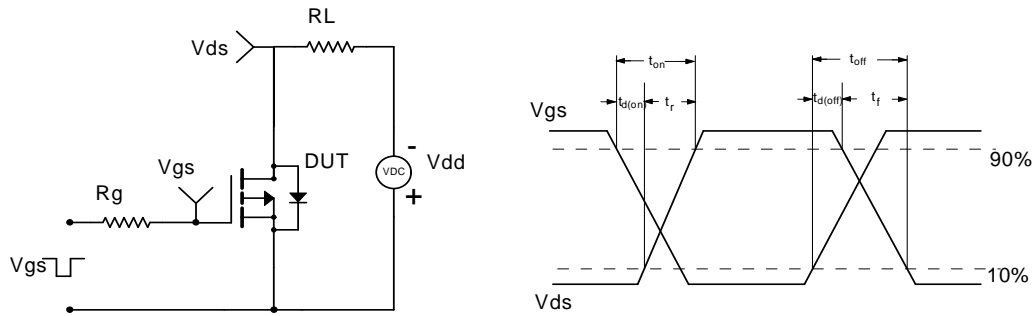 RL
Vds
t_on
t_off
t_d(on)
t_r
t_d(off)
t_f
Vgs
90%
-
DUT
VDC
Vdd
+
Vgs
Rg
Vgs
10%
Vds